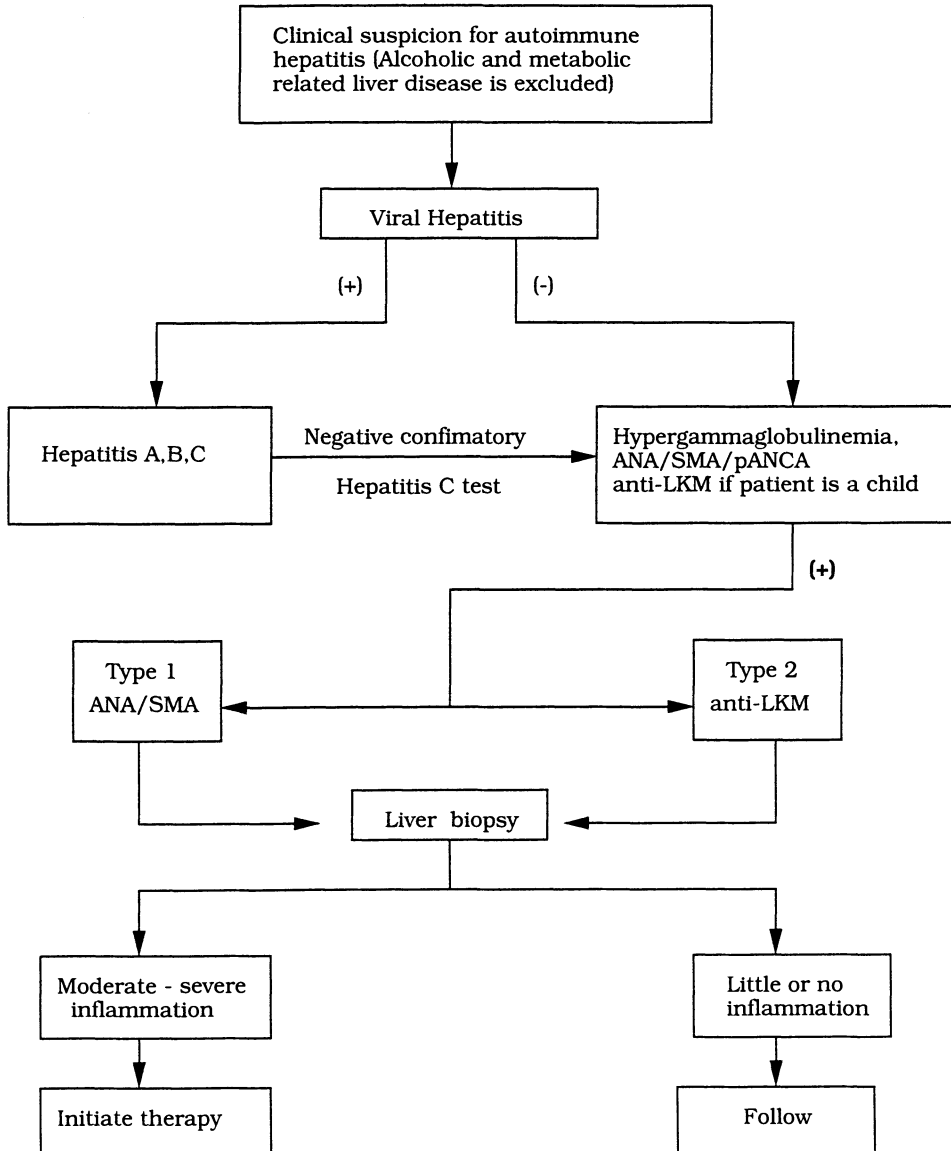 Clinical suspicion for autoimmune
hepatitis (Alcoholic and metabolic
related liver disease is excluded)
Viral Hepatitis
(+)
(-)
Hepatitis A,B,C
Negative confimatory
Hepatitis C test
Hypergammaglobulinemia,
ANA/SMA/pANCA
anti-LKM if patient is a child
(+)
Type 1
ANA/SMA
Type 2
anti-LKM
Liver biopsy
Moderate - severe
inflammation
Little or no
inflammation
Initiate therapy
Follow